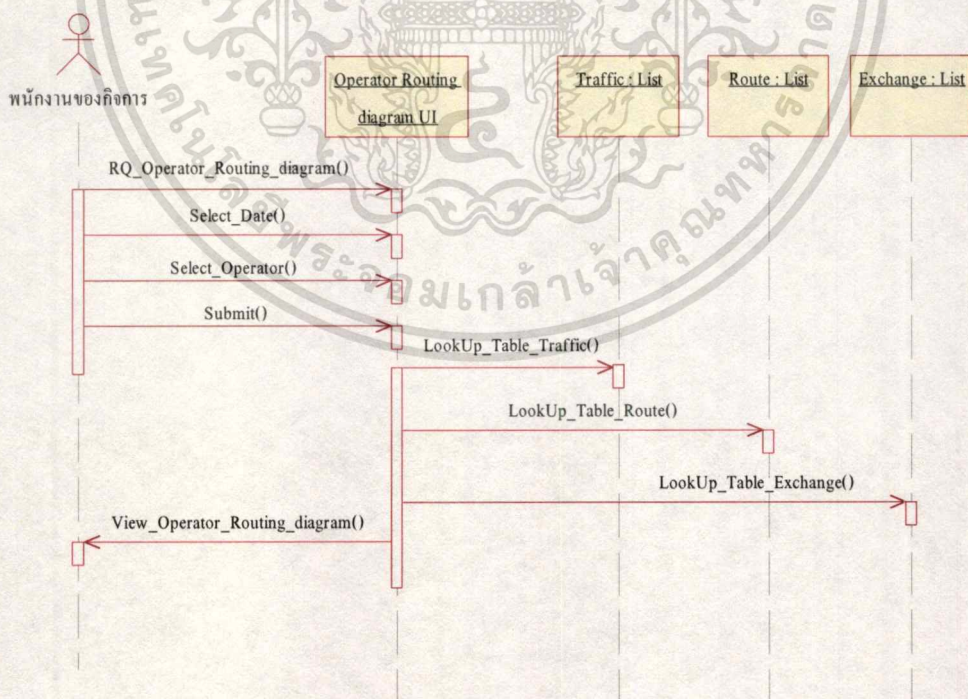 พนักงานของกิจการ
Operator Routing
diagram UI
Traffic : List
Route : List
Exchange : List
RQ_Operator_Routing_diagram()
Select_Date()
Select_Operator()
Submit()
LookUp_Table_Traffic()
LookUp_Table_Route()
LookUp_Table_Exchange()
View_Operator_Routing_diagram()